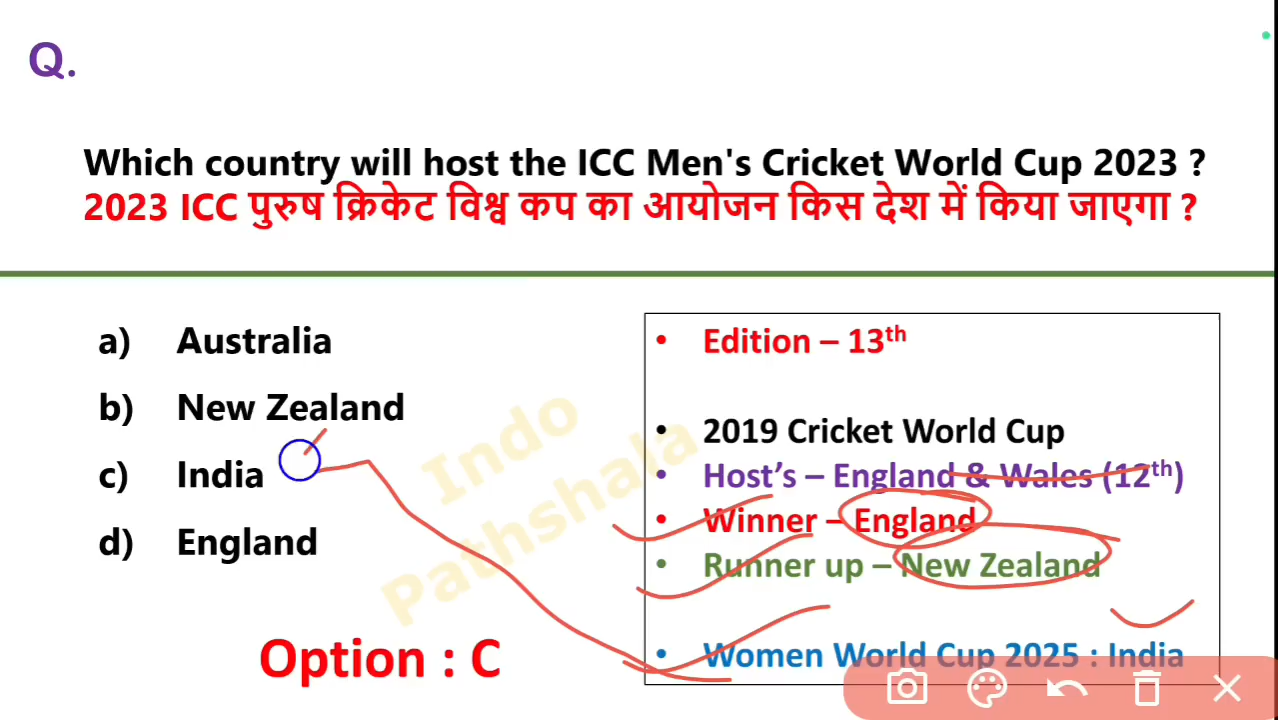 Q.
Which country will host the ICC Men's Cricket World Cup 2023 ?
2023 ICC पुरुष क्रिकेट विश्व कप का आयोजन किस देश में किया जाएगा ?
a) Australia
b) New Zealand
c) India
d) England
Option : C
• Edition – 13th
• 2019 Cricket World Cup
• Host’s – England & Wales (12th)
• Winner – England
• Runner up – New Zealand
• Women World Cup 2025 : India
Indo
Pathshala